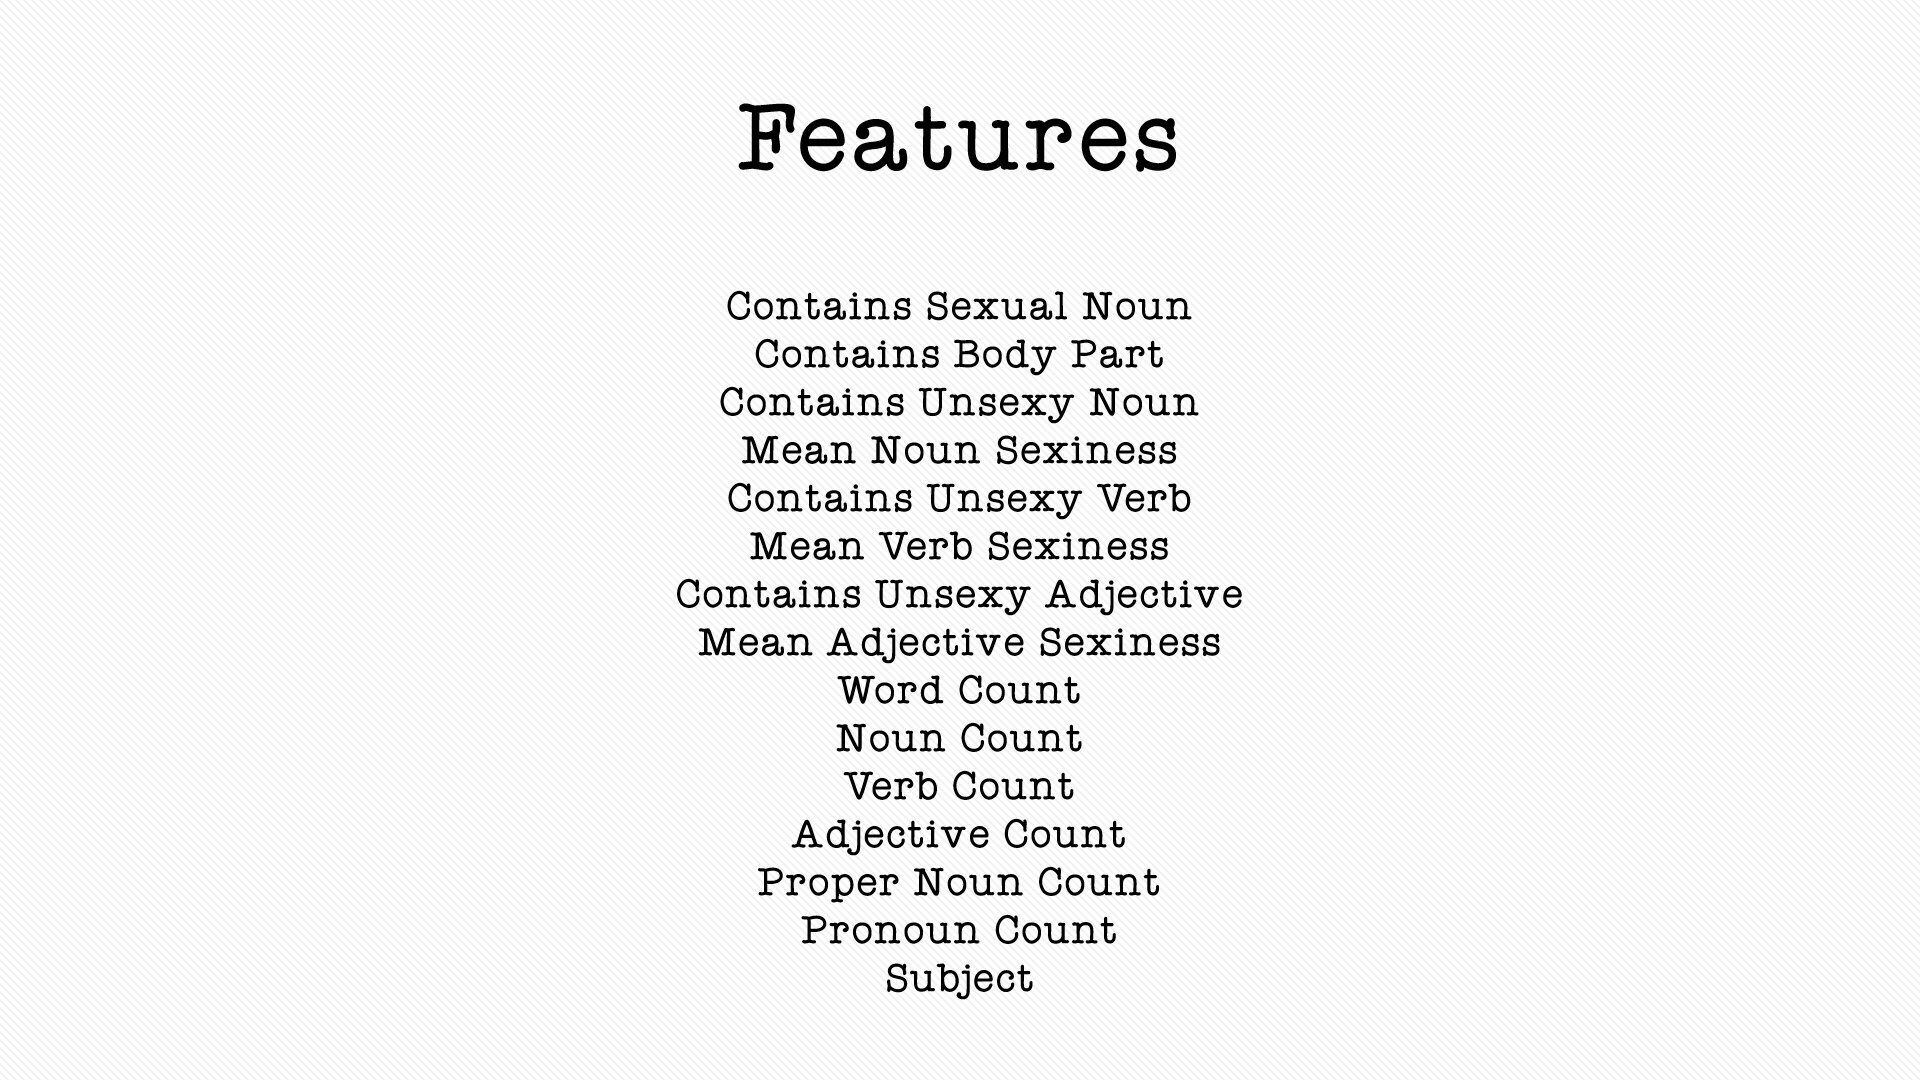 Features
Contains Sexual Noun
Contains Body Part
Contains Unsexy Noun
Mean Noun Sexiness
Contains Unsexy Verb
Mean Verb Sexiness
Contains Unsexy Adjective
Mean Adjective Sexiness
Word Count
Noun Count
Verb Count
Adjective Count
Proper Noun Count
Pronoun Count
Subject